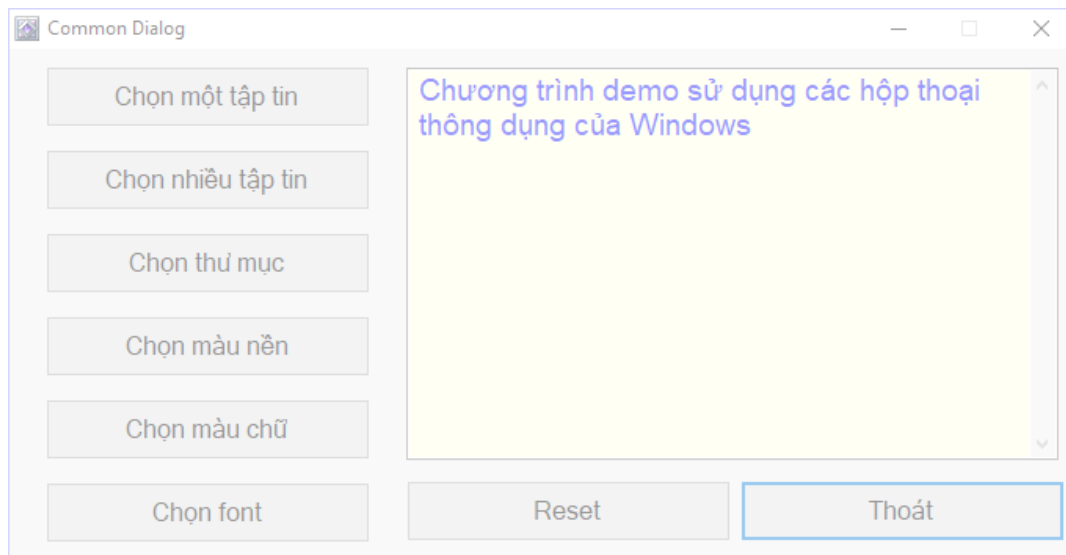 Common Dialog
Chọn một tập tin
Chọn nhiều tập tin
Chọn thư mục
Chọn màu nền
Chọn màu chữ
Chọn font
Chương trình demo sử dụng các hộp thoại
thông dụng của Windows
Reset
Thoát